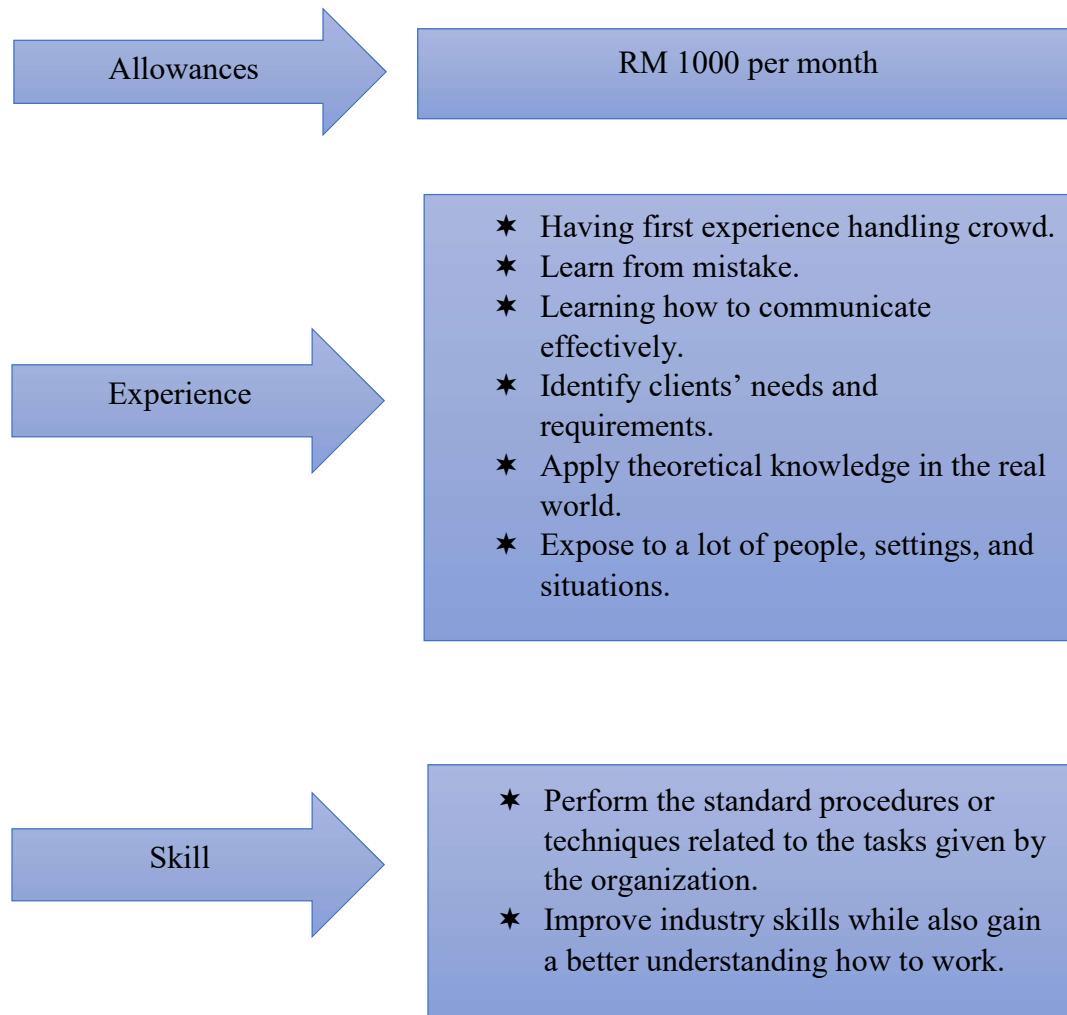 Allowances
RM 1000 per month
Experience
✶ Having first experience handling crowd.
✶ Learn from mistake.
✶ Learning how to communicate
effectively.
✶ Identify clients’ needs and
requirements.
✶ Apply theoretical knowledge in the real
world.
✶ Expose to a lot of people, settings, and
situations.
Skill
✶ Perform the standard procedures or
techniques related to the tasks given by
the organization.
✶ Improve industry skills while also gain
a better understanding how to work.